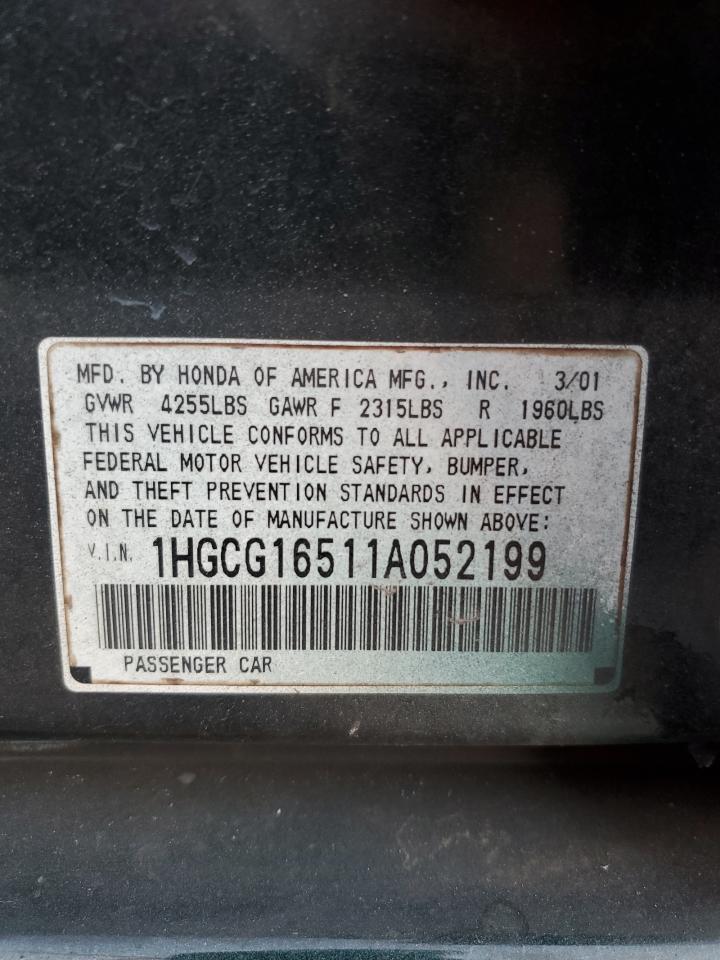 MFD. BY HONDA OF AMERICA MFG., INC. 3/01
GVWR 4255LBS GAWR F 2315LBS R 1960LBS
THIS VEHICLE CONFORMS TO ALL APPLICABLE
FEDERAL MOTOR VEHICLE SAFETY, BUMPER,
AND THEFT PREVENTION STANDARDS IN EFFECT
ON THE DATE OF MANUFACTURE SHOWN ABOVE:
V.I.N. 1HGCG16511A052199
PASSENGER CAR